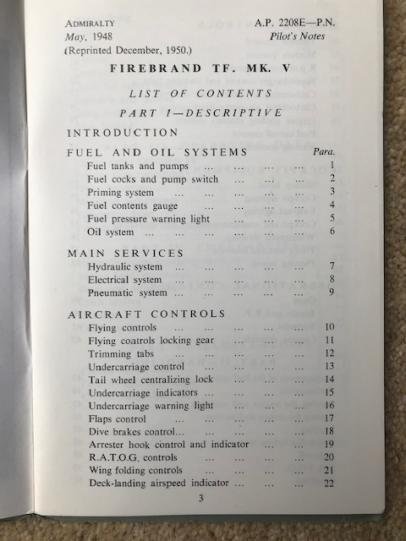 ADMIRALTY A.P. 2208E—P.N.
May, 1948 Pilot's Notes
(Reprinted December, 1950.)
FIREBRAND TF. MK. V
LIST OF CONTENTS
PART I—DESCRIPTIVE
INTRODUCTION
FUEL AND OIL SYSTEMS Para.
Fuel tanks and pumps ... ... ... ... 1
Fuel cocks and pump switch ... ... ... 2
Priming system ... ... ... ... ... 3
Fuel contents gauge ... ... ... ... 4
Fuel pressure warning light ... ... ... 5
Oil system ... ... ... ... ... 6
MAIN SERVICES
Hydraulic system ... ... ... ... ... 7
Electrical system ... ... ... ... ... 8
Pneumatic system ... ... ... ... ... 9
AIRCRAFT CONTROLS
Flying controls ... ... ... ... ... 10
Flying controls locking gear ... ... ... 11
Trimming tabs ... ... ... ... ... 12
Undercarriage control ... ... ... ... 13
Tail wheel centralizing lock ... ... ... 14
Undercarriage indicators ... ... ... ... 15
Undercarriage warning light ... ... ... 16
Flaps control ... ... ... ... ... 17
Dive brakes control... ... ... ... ... 18
Arrester hook control and indicator ... ... 19
R.A.T.O.G. controls ... ... ... ... 20
Wing folding controls ... ... ... ... 21
Deck-landing airspeed indicator ... ... ... 22
3